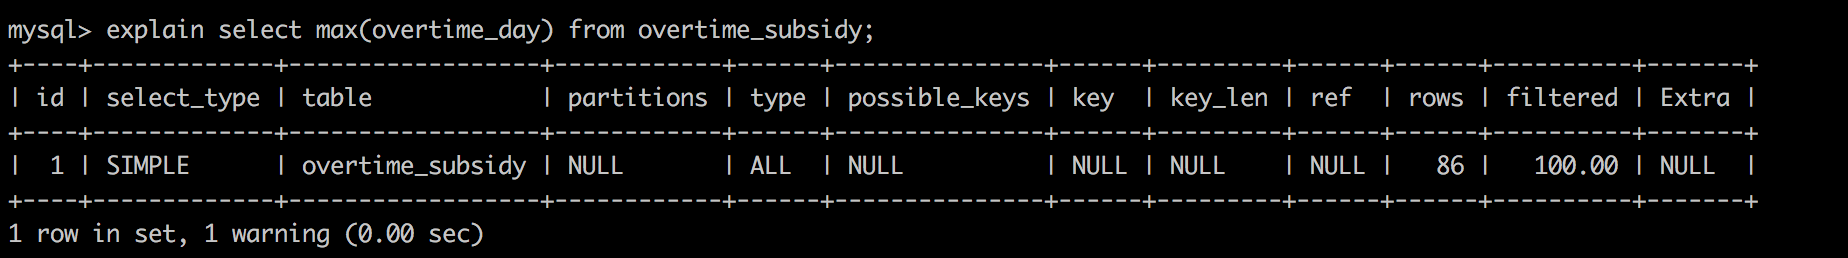 mysql> explain select max(overtime_day) from overtime_subsidy;
+----+-------------+------------------+------------+------+---------------+------+---------+------+------+----------+-------+
| id | select_type | table            | partitions | type | possible_keys | key  | key_len | ref  | rows | filtered | Extra |
+----+-------------+------------------+------------+------+---------------+------+---------+------+------+----------+-------+
|  1 | SIMPLE      | overtime_subsidy | NULL       | ALL  | NULL          | NULL | NULL    | NULL |   86 |   100.00 | NULL  |
+----+-------------+------------------+------------+------+---------------+------+---------+------+------+----------+-------+
1 row in set, 1 warning (0.00 sec)